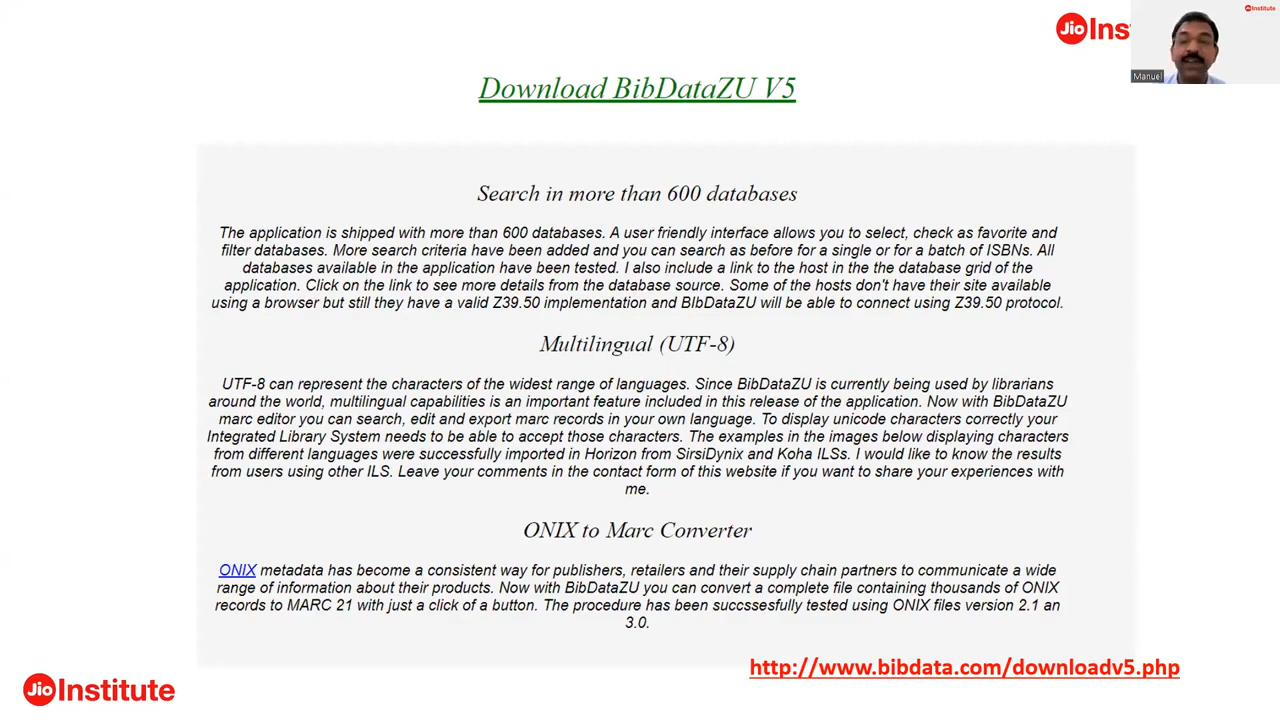 Jio Ins
Jio Institute
Manuel
Download BibDataZU V5
Search in more than 600 databases
The application is shipped with more than 600 databases. A user friendly interface allows you to select, check as favorite and
filter databases. More search criteria have been added and you can search as before for a single or for a batch of ISBNs. All
databases available in the application have been tested. I also include a link to the host in the the database grid of the
application. Click on the link to see more details from the database source. Some of the hosts don't have their site available
using a browser but still they have a valid Z39.50 implementation and BIbDataZU will be able to connect using Z39.50 protocol.
Multilingual (UTF-8)
UTF-8 can represent the characters of the widest range of languages. Since BibDataZU is currently being used by librarians
around the world, multilingual capabilities is an important feature included in this release of the application. Now with BibDataZU
marc editor you can search, edit and export marc records in your own language. To display unicode characters correctly your
Integrated Library System needs to be able to accept those characters. The examples in the images below displaying characters
from different languages were successfully imported in Horizon from SirsiDynix and Koha ILSs. I would like to know the results
from users using other ILS. Leave your comments in the contact form of this website if you want to share your experiences with
me.
ONIX to Marc Converter
ONIX metadata has become a consistent way for publishers, retailers and their supply chain partners to communicate a wide
range of information about their products. Now with BibDataZU you can convert a complete file containing thousands of ONIX
records to MARC 21 with just a click of a button. The procedure has been succssesfully tested using ONIX files version 2.1 an
3.0.
http://www.bibdata.com/downloadv5.php
Jio Institute